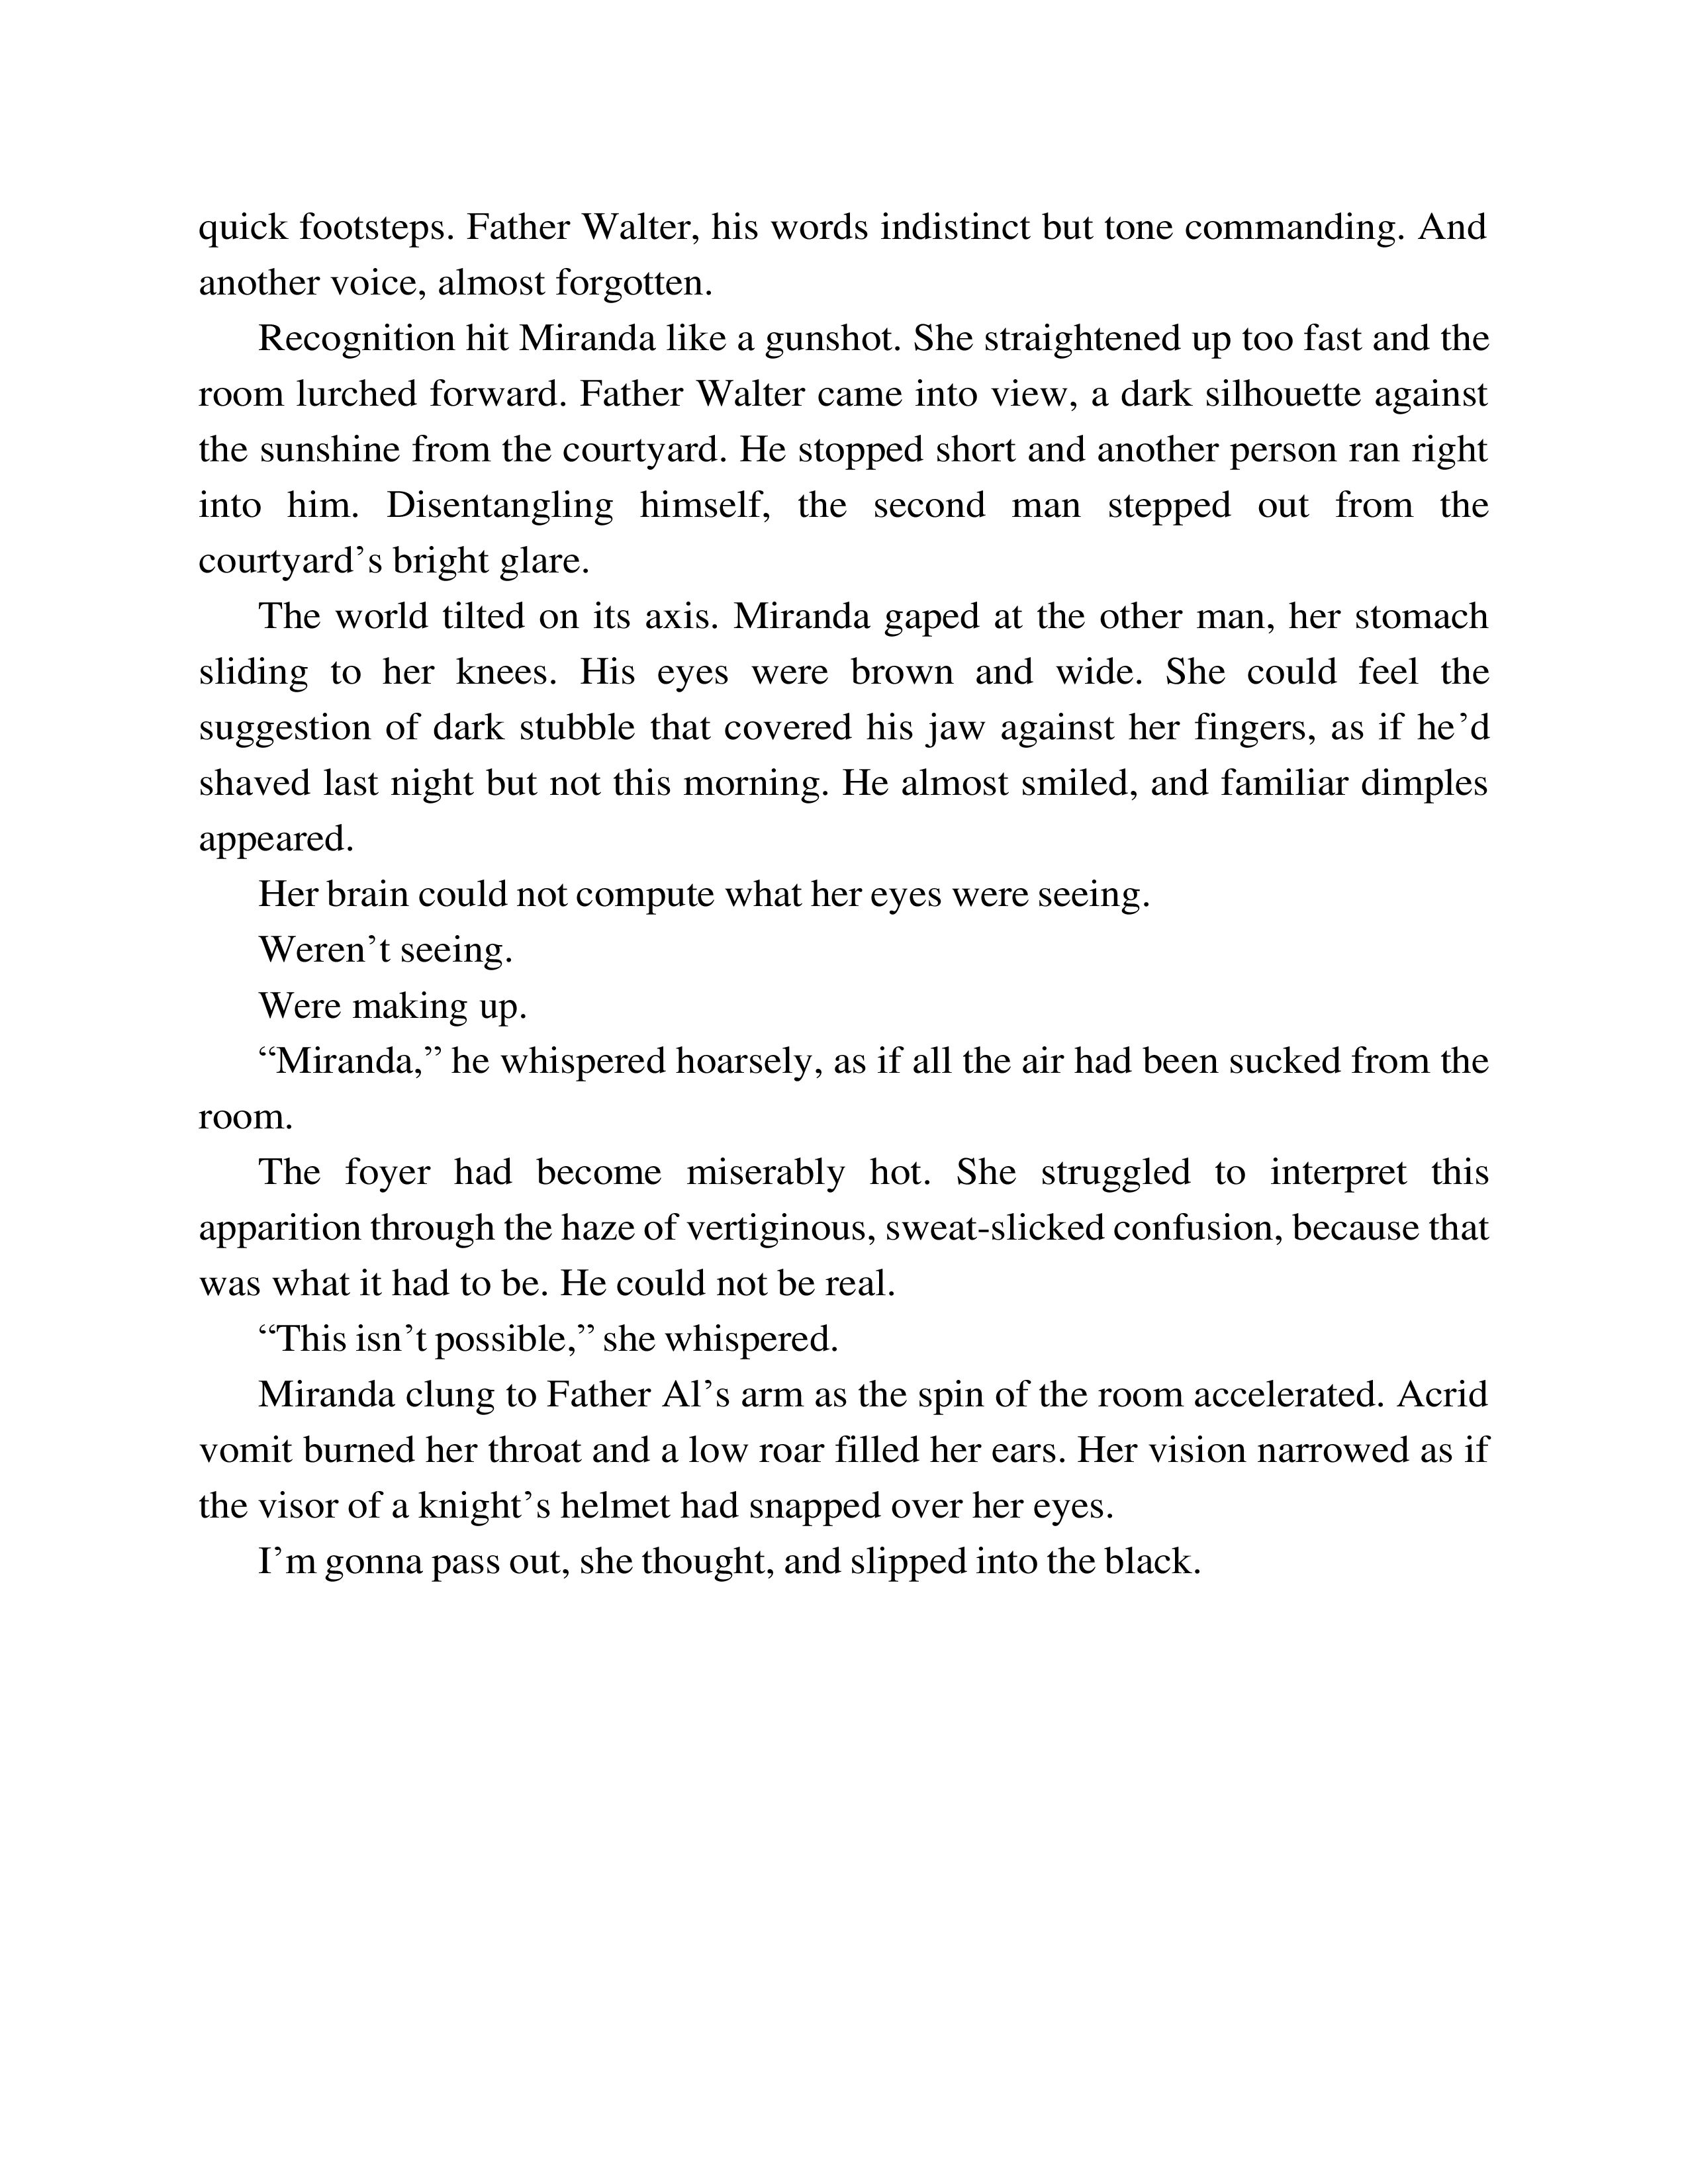 quick footsteps. Father Walter, his words indistinct but tone commanding. And
another voice, almost forgotten.
Recognition hit Miranda like a gunshot. She straightened up too fast and the
room lurched forward. Father Walter came into view, a dark silhouette against
the sunshine from the courtyard. He stopped short and another person ran right
into him. Disentangling himself, the second man stepped out from the
courtyard’s bright glare.
The world tilted on its axis. Miranda gaped at the other man, her stomach
sliding to her knees. His eyes were brown and wide. She could feel the
suggestion of dark stubble that covered his jaw against her fingers, as if he’d
shaved last night but not this morning. He almost smiled, and familiar dimples
appeared.
Her brain could not compute what her eyes were seeing.
Weren’t seeing.
Were making up.
“Miranda,” he whispered hoarsely, as if all the air had been sucked from the
room.
The foyer had become miserably hot. She struggled to interpret this
apparition through the haze of vertiginous, sweat-slicked confusion, because that
was what it had to be. He could not be real.
“This isn’t possible,” she whispered.
Miranda clung to Father Al’s arm as the spin of the room accelerated. Acrid
vomit burned her throat and a low roar filled her ears. Her vision narrowed as if
the visor of a knight’s helmet had snapped over her eyes.
I’m gonna pass out, she thought, and slipped into the black.